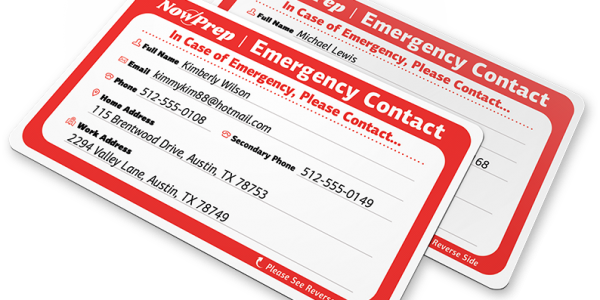 NowPrep | Emergency Contact
In Case of Emergency, Please Contact...
Full Name Kimberly Wilson
Email kimmykim88@hotmail.com
Phone 512-555-0108 Secondary Phone 512-555-0149
Home Address
115 Brentwood Drive, Austin, TX 78753
Work Address
2294 Valley Lane, Austin, TX 78749
Please See Reverse
Prep | Emergency Contact
In Case of Emergency, Please Contact...
Full Name Michael Lewis
68
Reverse Side